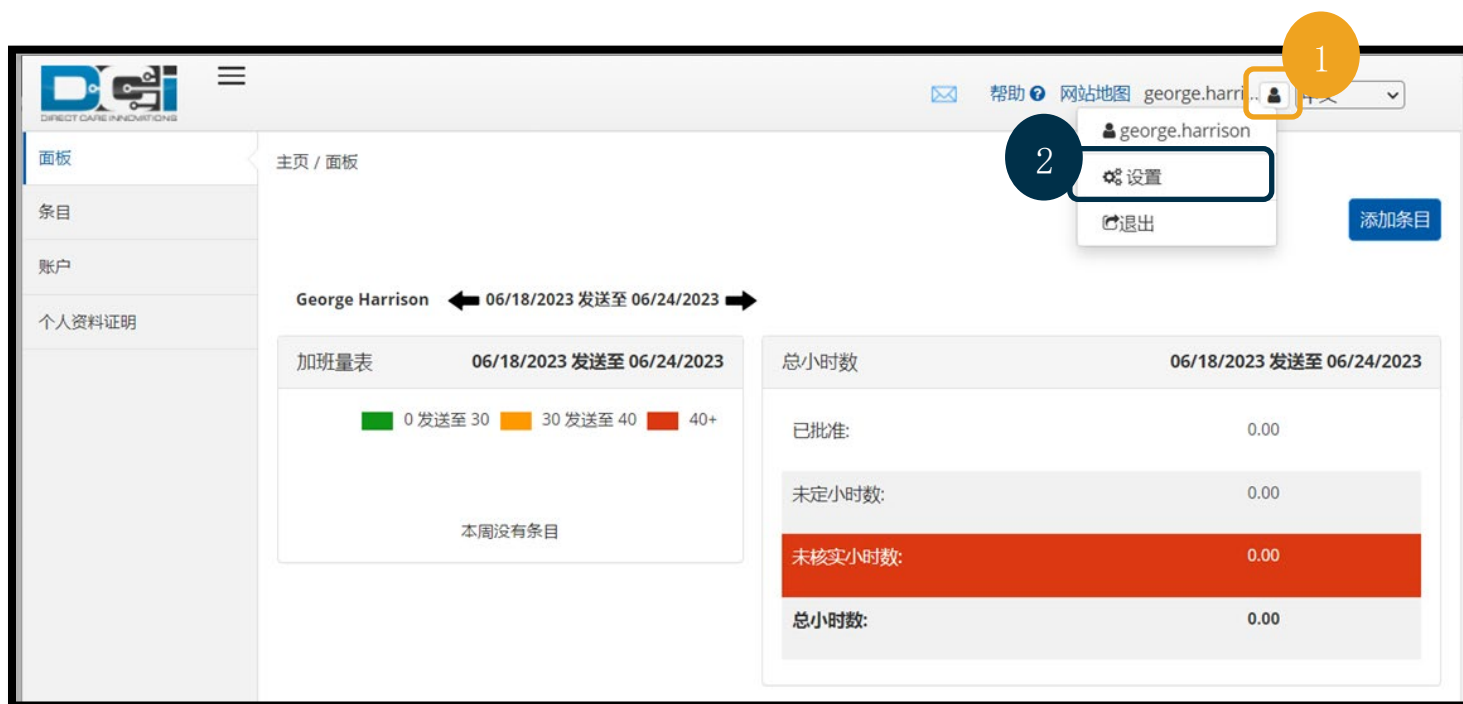 1
DCi
DIRECT CARE INNOVATIONS
帮助 网站地图 george.harri... 中文
george.harrison
2
设置
退出
面板
条目
账户
个人资料证明
主页 / 面板
添加条目
George Harrison 06/18/2023 发送至 06/24/2023
加班量表 06/18/2023 发送至 06/24/2023
0 发送至 30 30 发送至 40 40+
本周没有条目
总小时数 06/18/2023 发送至 06/24/2023
已批准: 0.00
未定小时数: 0.00
未核实小时数: 0.00
总小时数: 0.00